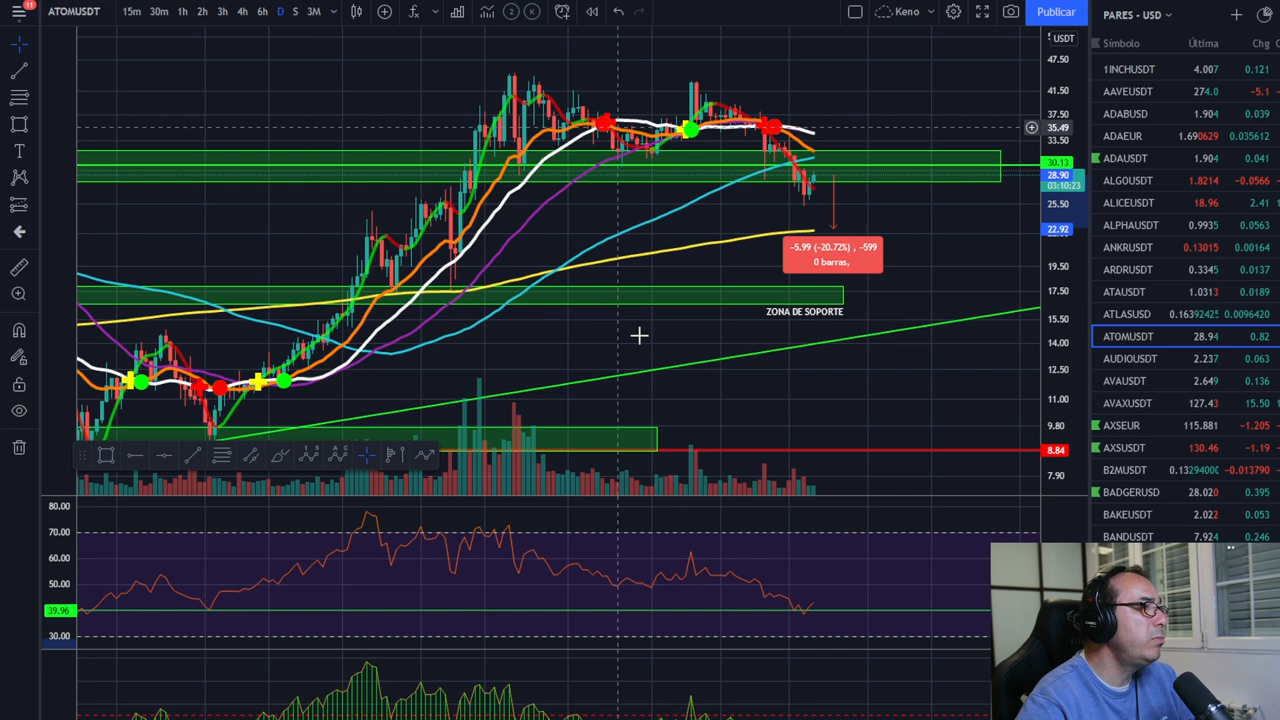 11
ATOMUSDT 15m 30m 1h 2h 3h 4h 6h D S 3M 2 K Keno Publicar
PARES - USD
USDT
Símbolo Última Chg
47.50
41.50
37.50
35.49
33.50
30.13
28.90
03:10:23
25.50
22.92
19.50
17.50
15.50
14.00
12.50
11.00
9.80
8.84
7.90
−5.99 (−20.72%) , −599
0 barras,
ZONA DE SOPORTE
80.00
70.00
60.00
50.00
39.96
30.00
1INCHUSDT 4.007 0.121
AAVEUSDT 274.0 −5.1
ADABUSD 1.904 0.039
ADAEUR 1.690629 0.035612
ADAUSDT 1.904 0.041
ALGOUSDT 1.8214 −0.0566
ALICEUSDT 18.96 2.41
ALPHAUSDT 0.9935 0.0563
ANKRUSDT 0.13015 0.00164
ARDRUSDT 0.3345 0.0137
ATAUSDT 1.0313 0.0189
ATLASUSD 0.16392425 0.0096420
ATOMUSDT 28.94 0.82
AUDIOUSDT 2.237 0.063
AVAUSDT 2.649 0.136
AVAXUSDT 127.43 15.50
AXSEUR 115.881 −1.205
AXSUSDT 130.46 −1.19
B2MUSDT 0.1329400 −0.013790
BADGERUSD 28.020 0.395
BAKEUSDT 2.022 0.053
BANDUSDT 7.924 0.246